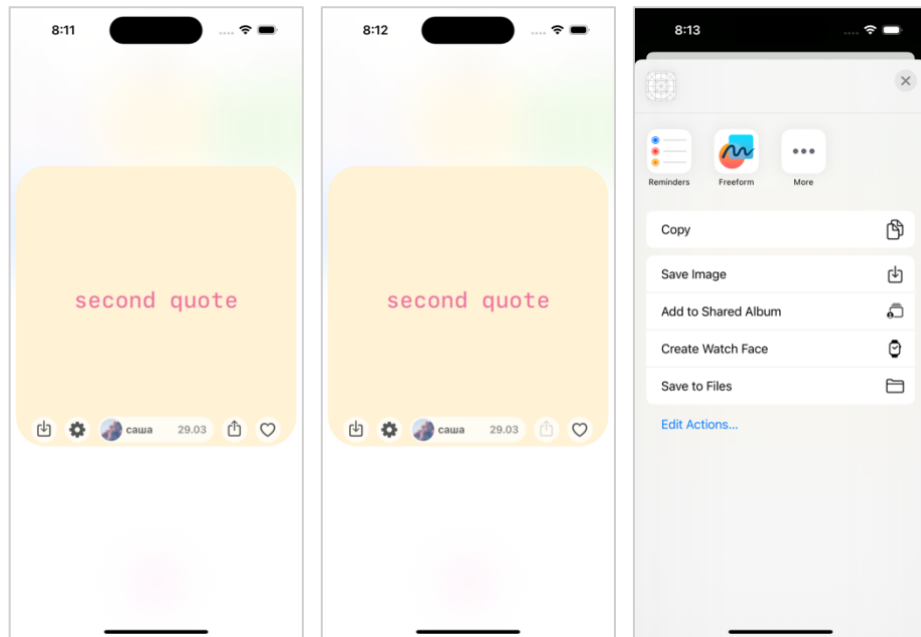 8:11
second quote
саша 29.03
8:12
second quote
саша 29.03
8:13
Reminders Freeform More
Copy
Save Image
Add to Shared Album
Create Watch Face
Save to Files
Edit Actions...